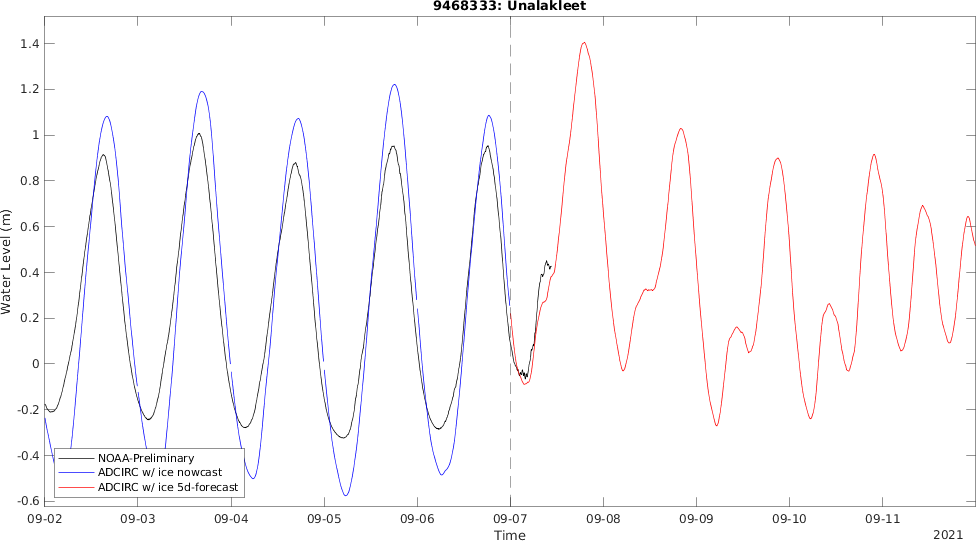 9468333: Unalakleet
Water Level (m)
1.4
1.2
1
0.8
0.6
0.4
0.2
0
-0.2
-0.4
-0.6
NOAA-Preliminary
ADCIRC w/ ice nowcast
ADCIRC w/ ice 5d-forecast
09-02 09-03 09-04 09-05 09-06 09-07 09-08 09-09 09-10 09-11
Time
2021